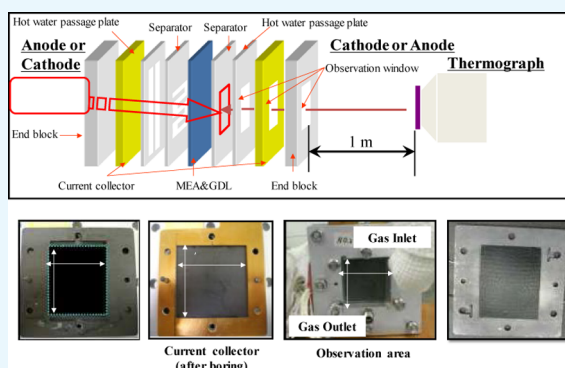 Hot water passage plate
Separator
Separator
Hot water passage plate
Anode or
Cathode
Cathode or Anode
Observation window
Thermograph
1 m
End block
Current collector
MEA&GDL
End block
Gas Inlet
Gas Outlet
Current collector
(after boring)
Observation area